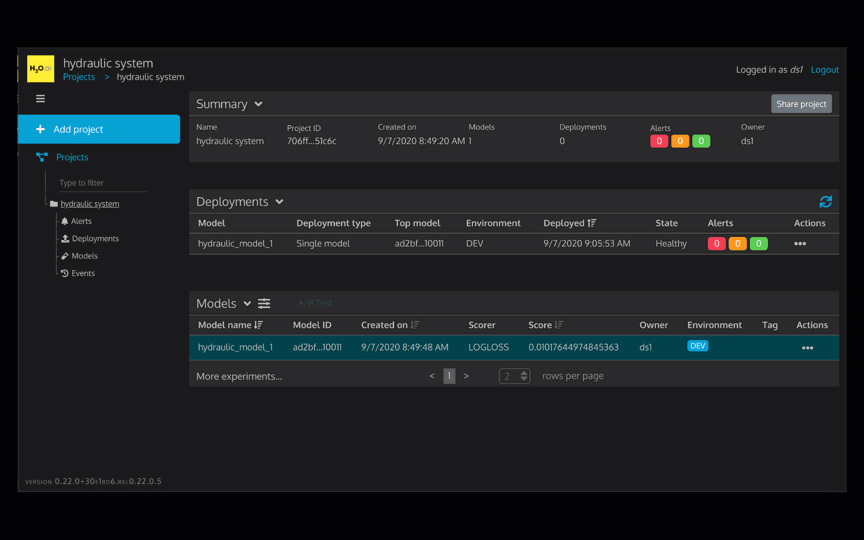 H2O.ai
hydraulic system
Projects > hydraulic system
Logged in as ds1 Logout
+ Add project
Projects
Type to filter
hydraulic system
Alerts
Deployments
Models
Events
VERSION 0.22.0+30E1B06.REL0.22.0.5
Summary
Share project
Name Project ID Created on Models Deployments Alerts Owner
hydraulic system 706ff...51c6c 9/7/2020 8:49:20 AM 1 0 0 0 0 ds1
Deployments
Model Deployment type Top model Environment Deployed State Alerts Actions
hydraulic_model_1 Single model ad2bf...10011 DEV 9/7/2020 9:05:53 AM Healthy 0 0 0 •••
Models A/B Test
Model name Model ID Created on Scorer Score Owner Environment Tag Actions
hydraulic_model_1 ad2bf...10011 9/7/2020 8:49:48 AM LOGLOSS 0.01017644974845363 ds1 DEV •••
More experiments... < 1 > 2 rows per page